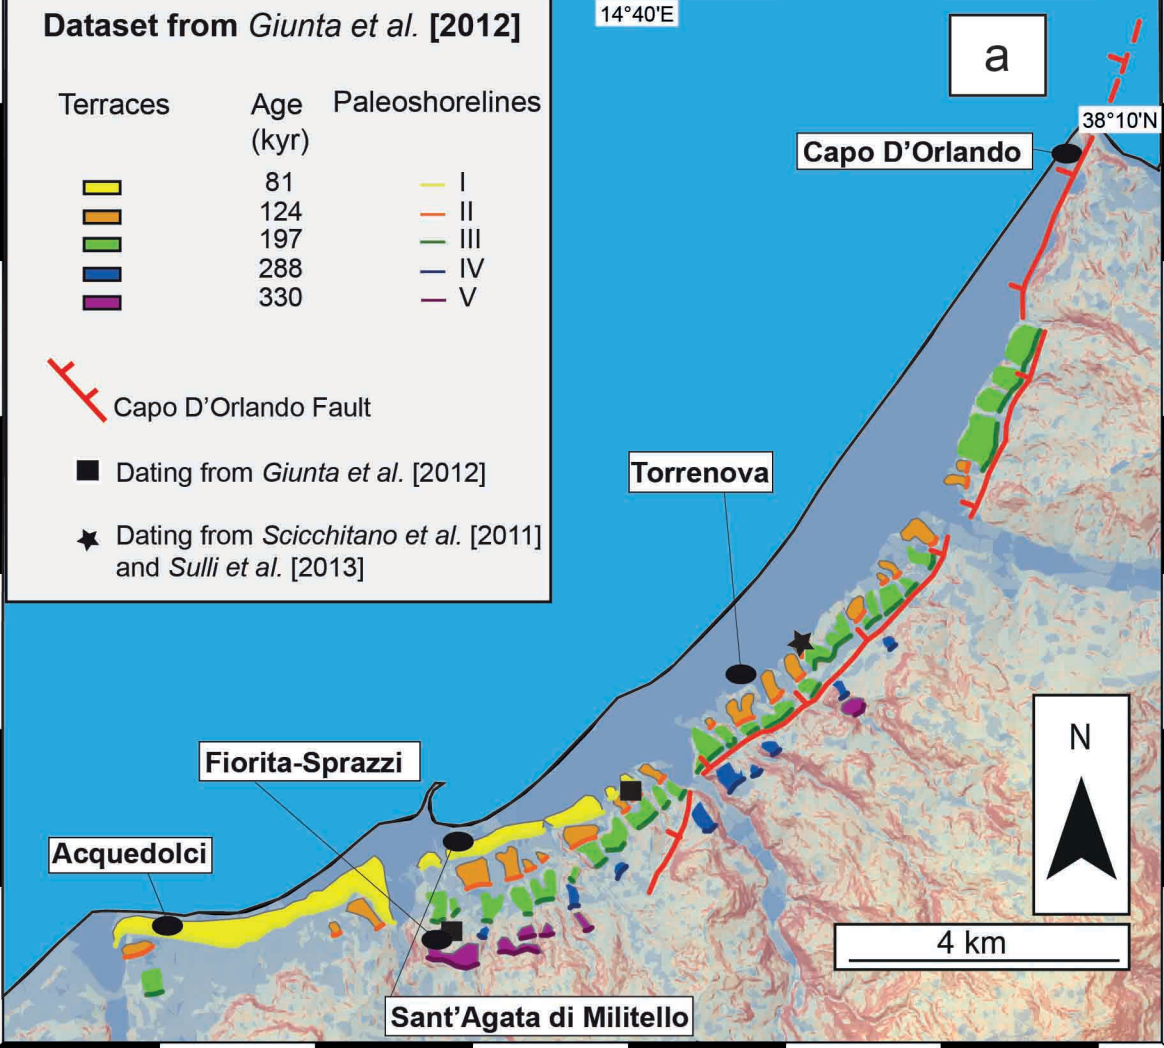 Dataset from Giunta et al. [2012]
Terraces Age Paleoshorelines
(kyr)
81 I
124 II
197 III
288 IV
330 V
Capo D'Orlando Fault
Dating from Giunta et al. [2012]
Dating from Scicchitano et al. [2011]
and Sulli et al. [2013]
14°40'E
a
38°10'N
Capo D'Orlando
Torrenova
Fiorita-Sprazzi
Acquedolci
Sant'Agata di Militello
N
4 km